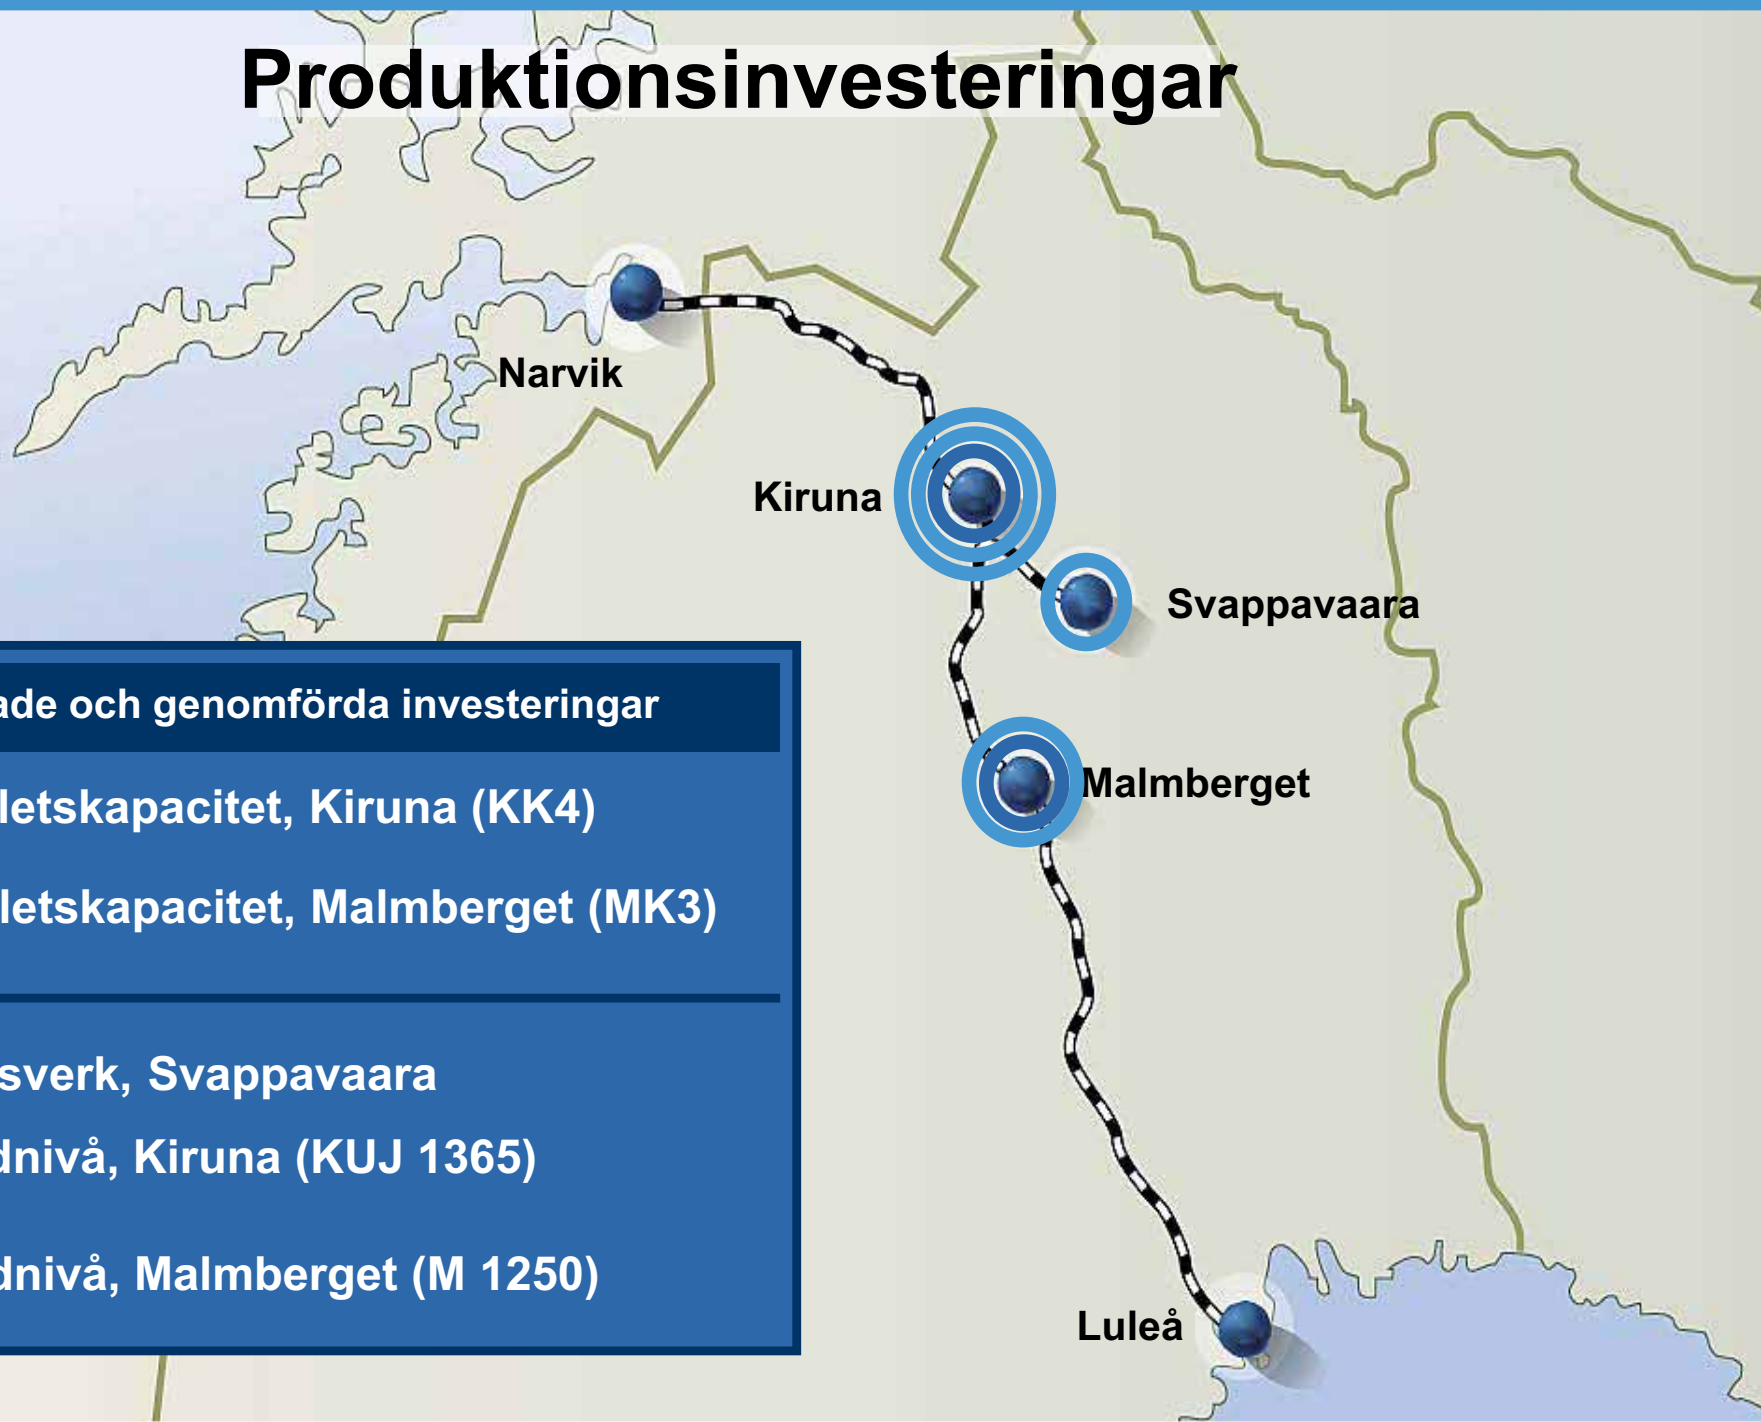 Produktionsinvesteringar
Narvik
Kiruna
Svappavaara
Malmberget
Luleå
ade och genomförda investeringar
letskapacitet, Kiruna (KK4)
letskapacitet, Malmberget (MK3)
sverk, Svappavaara
dnivå, Kiruna (KUJ 1365)
dnivå, Malmberget (M 1250)